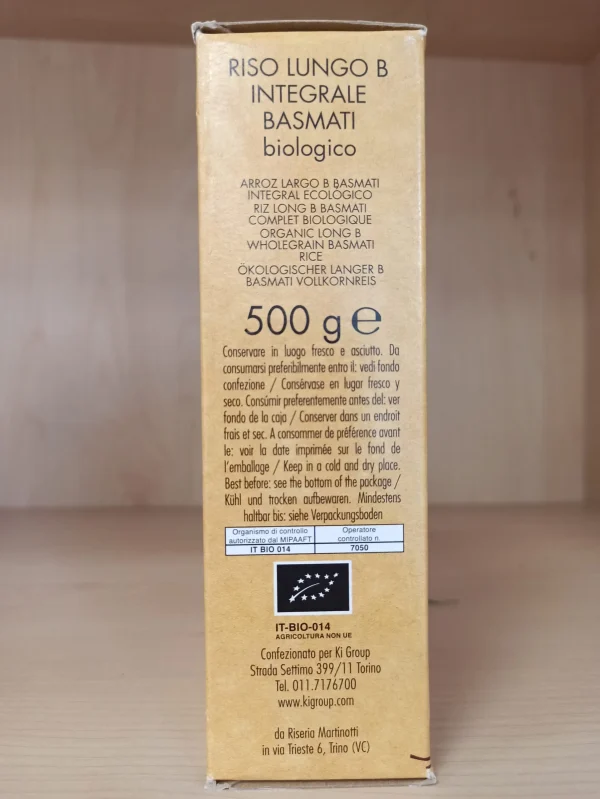 RISO LUNGO B
INTEGRALE
BASMATI
biologico
ARROZ LARGO B BASMATI
INTEGRAL ECOLÓGICO
RIZ LONG B BASMATI
COMPLET BIOLOGIQUE
ORGANIC LONG B
WHOLEGRAIN BASMATI
RICE
ÖKOLOGISCHER LANGER B
BASMATI VOLLKORNREIS
500 g ℮
Conservare in luogo fresco e asciutto. Da
consumarsi preferibilmente entro il: vedi fondo
confezione / Consérvase en lugar fresco y
seco. Consúmir preferentemente antes del: ver
fondo de la caja / Conserver dans un endroit
frais et sec. A consommer de préférence avant
le: voir la date imprimée sur le fond de
l'emballage / Keep in a cold and dry place.
Best before: see the bottom of the package /
Kühl und trocken aufbewaren. Mindestens
haltbar bis: siehe Verpackungsboden
Organismo di controllo
autorizzato dal MIPAAFT
IT BIO 014
Operatore
controllato n.
7050
IT-BIO-014
AGRICOLTURA NON UE
Confezionato per Ki Group
Strada Settimo 399/11 Torino
Tel. 011.7176700
www.kigroup.com
da Riseria Martinotti
in via Trieste 6, Trino (VC)